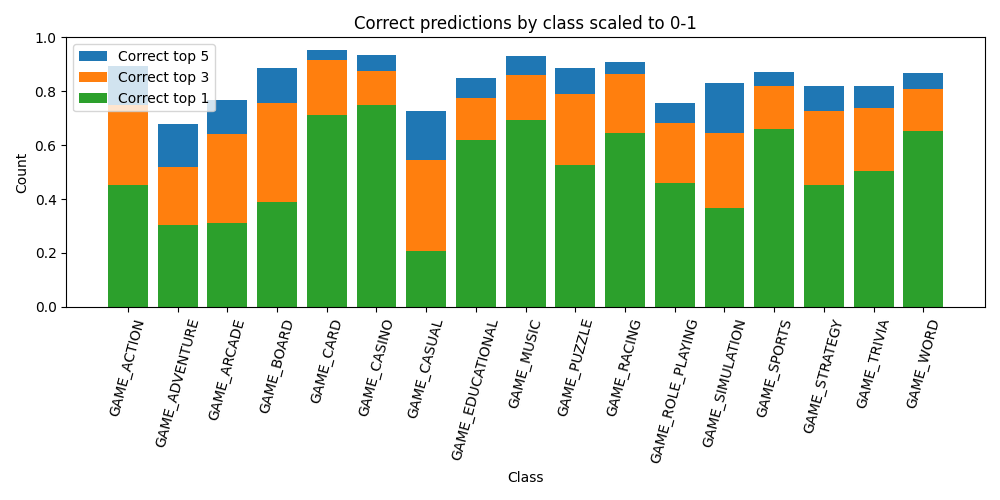 Correct predictions by class scaled to 0-1
Correct top 5
Correct top 3
Correct top 1
Count
1.0
0.8
0.6
0.4
0.2
0.0
GAME_ACTION
GAME_ADVENTURE
GAME_ARCADE
GAME_BOARD
GAME_CARD
GAME_CASINO
GAME_CASUAL
GAME_EDUCATIONAL
GAME_MUSIC
GAME_PUZZLE
GAME_RACING
GAME_ROLE_PLAYING
GAME_SIMULATION
GAME_SPORTS
GAME_STRATEGY
GAME_TRIVIA
GAME_WORD
Class